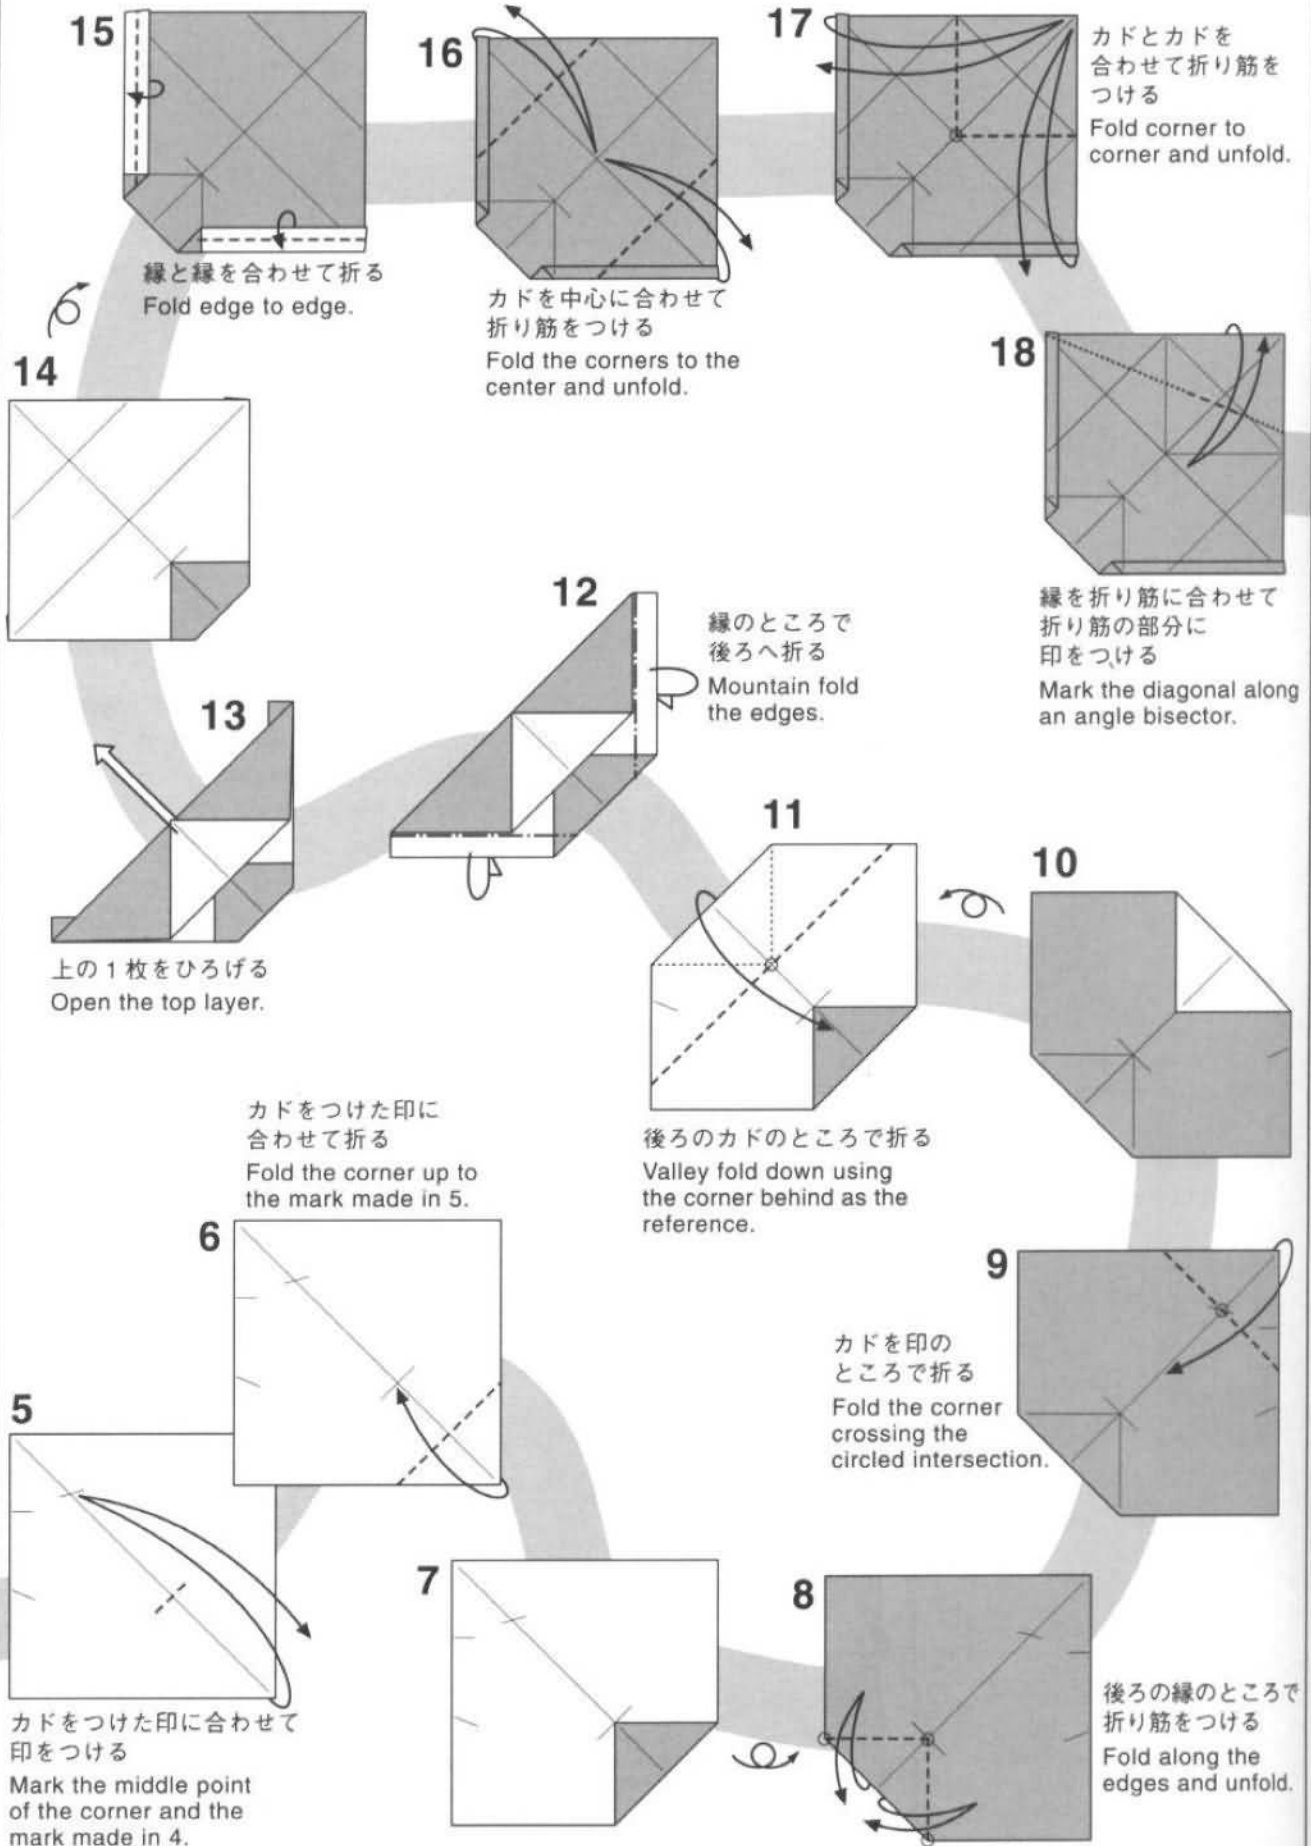 5
カドをつけた印に合わせて
印をつける
Mark the middle point
of the corner and the
mark made in 4.
カドをつけた印に
合わせて折る
Fold the corner up to
the mark made in 5.
6
7
8
後ろの縁のところで
折り筋をつける
Fold along the
edges and unfold.
9
カドを印の
ところで折る
Fold the corner
crossing the
circled intersection.
10
11
後ろのカドのところで折る
Valley fold down using
the corner behind as the
reference.
12
縁のところで
後ろへ折る
Mountain fold
the edges.
13
上の1枚をひろげる
Open the top layer.
14
15
縁と縁を合わせて折る
Fold edge to edge.
16
カドを中心に合わせて
折り筋をつける
Fold the corners to the
center and unfold.
17
カドとカドを
合わせて折り筋を
つける
Fold corner to
corner and unfold.
18
縁を折り筋に合わせて
折り筋の部分に
印をつける
Mark the diagonal along
an angle bisector.